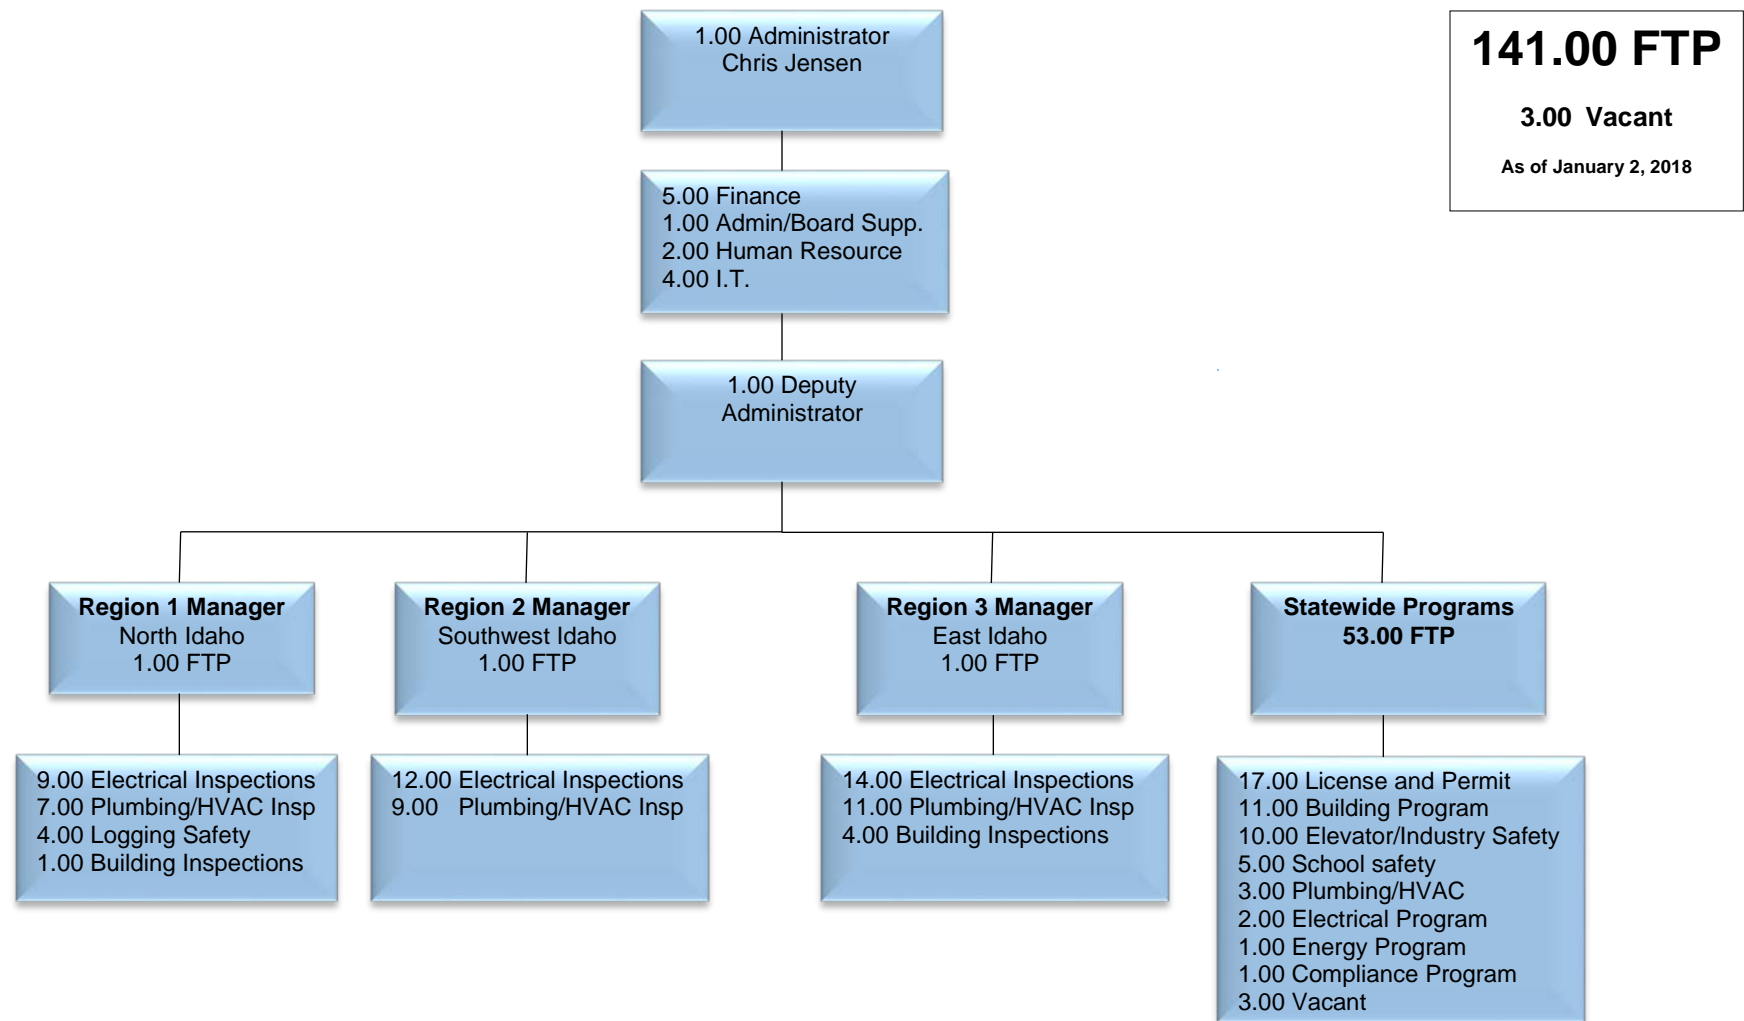 1.00 Administrator
Chris Jensen
141.00 FTP
3.00 Vacant
As of January 2, 2018
5.00 Finance
1.00 Admin/Board Supp.
2.00 Human Resource
4.00 I.T.
1.00 Deputy
Administrator
Region 1 Manager
North Idaho
1.00 FTP
Region 2 Manager
Southwest Idaho
1.00 FTP
Region 3 Manager
East Idaho
1.00 FTP
Statewide Programs
53.00 FTP
9.00 Electrical Inspections
7.00 Plumbing/HVAC Insp
4.00 Logging Safety
1.00 Building Inspections
12.00 Electrical Inspections
9.00 Plumbing/HVAC Insp
14.00 Electrical Inspections
11.00 Plumbing/HVAC Insp
4.00 Building Inspections
17.00 License and Permit
11.00 Building Program
10.00 Elevator/Industry Safety
5.00 School safety
3.00 Plumbing/HVAC
2.00 Electrical Program
1.00 Energy Program
1.00 Compliance Program
3.00 Vacant